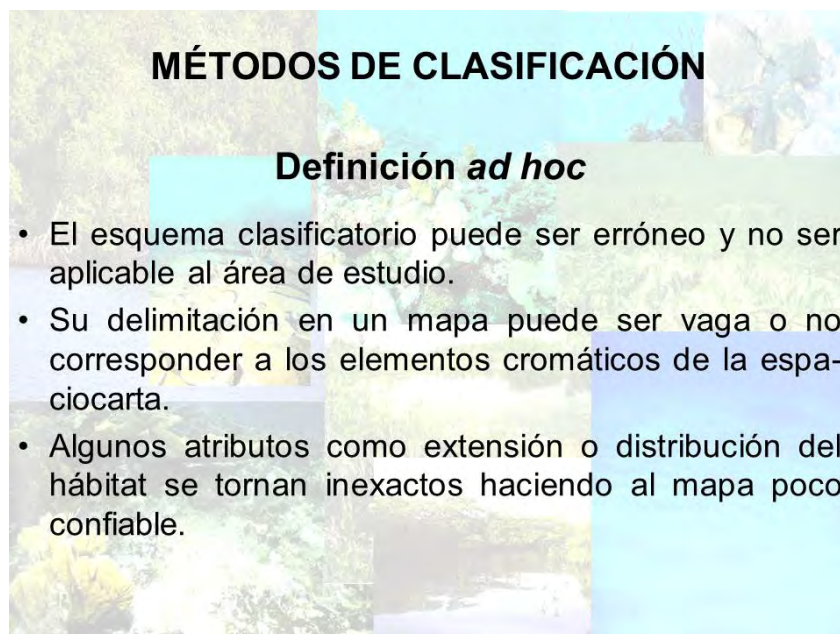 MÉTODOS DE CLASIFICACIÓN
Definición ad hoc
• El esquema clasificatorio puede ser erróneo y no ser
aplicable al área de estudio.
• Su delimitación en un mapa puede ser vaga o no
corresponder a los elementos cromáticos de la espa-
ciocarta.
• Algunos atributos como extensión o distribución del
hábitat se tornan inexactos haciendo al mapa poco
confiable.